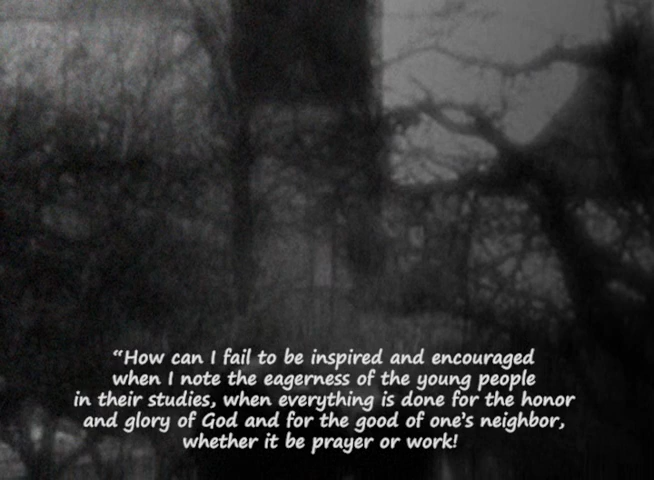 “How can I fail to be inspired and encouraged
when I note the eagerness of the young people
in their studies, when everything is done for the honor
and glory of God and for the good of one’s neighbor,
whether it be prayer or work!